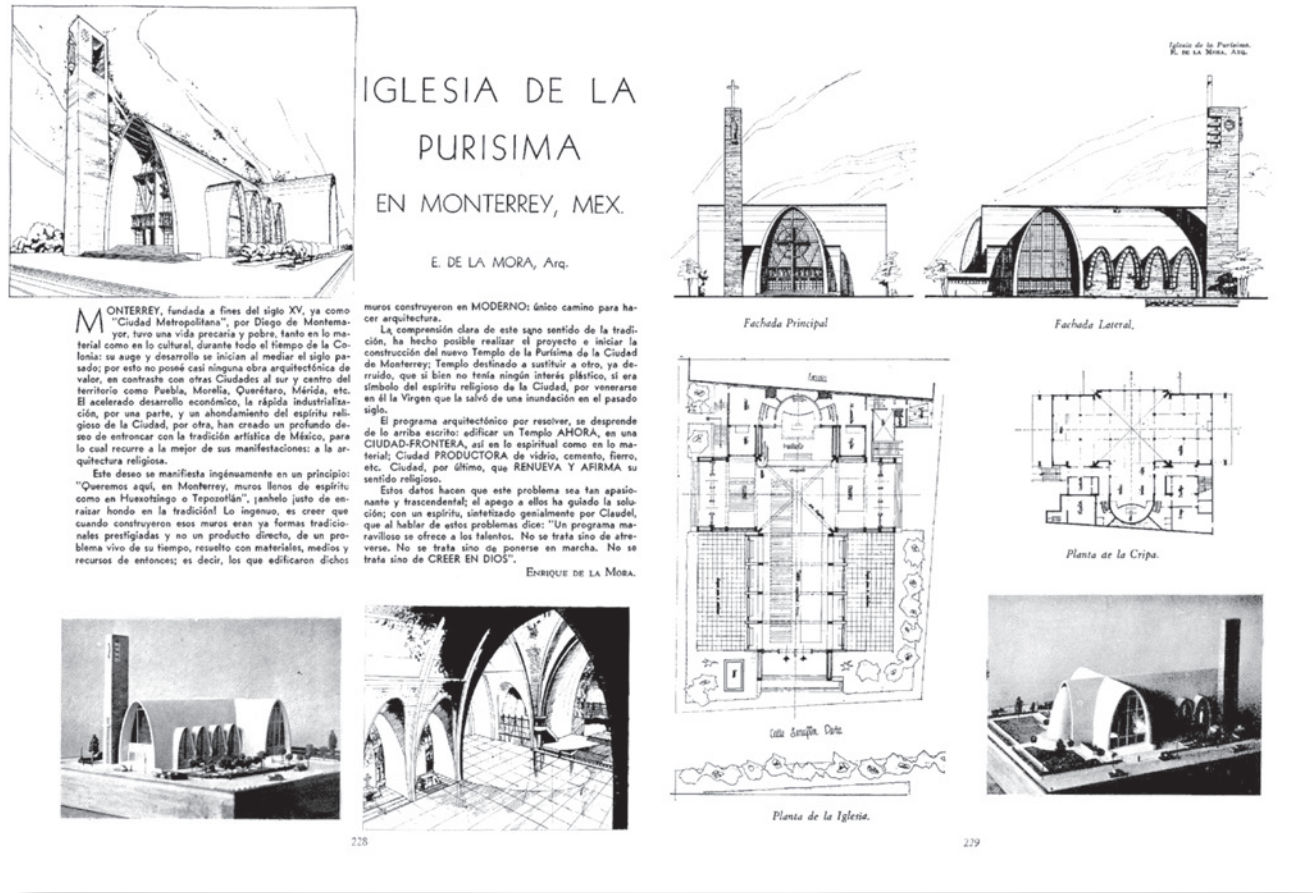 IGLESIA DE LA
PURISIMA
EN MONTERREY, MEX.
E. DE LA MORA, Arq.
MONTERREY, fundada a fines del siglo XV, ya como
"Ciudad Metropolitana", por Diego de Montema-
yor, tuvo una vida precaria y pobre, tanto en lo ma-
terial como en lo cultural, durante todo el tiempo de la Co-
lonia: su auge y desarrollo se inician al mediar el siglo pa-
sado; por esto no poseé casi ninguna obra arquitectónica de
valor, en contraste con otras Ciudades al sur y centro del
territorio como Puebla, Morelia, Querétaro, Mérida, etc.
El acelerado desarrollo económico, la rápida industrializa-
ción, por una parte, y un ahondamiento del espíritu reli-
gioso de la Ciudad, por otra, han creado un profundo de-
seo de entroncar con la tradición artística de México, para
lo cual recurre a la mejor de sus manifestaciones: a la ar-
quitectura religiosa.
Este deseo se manifiesta ingénuamente en un principio:
"Queremos aquí, en Monterrey, muros llenos de espíritu
como en Huexotzingo o Tepozotlán", ¡anhelo justo de en-
raizar hondo en la tradición! Lo ingenuo, es creer que
cuando construyeron esos muros eran ya formas tradicio-
nales prestigiadas y no un producto directo, de un pro-
blema vivo de su tiempo, resuelto con materiales, medios y
recursos de entonces; es decir, los que edificaron dichos
muros construyeron en MODERNO: único camino para ha-
cer arquitectura.
La comprensión clara de este sano sentido de la tradi-
ción, ha hecho posible realizar el proyecto e iniciar la
construcción del nuevo Templo de la Purísima de la Ciudad
de Monterrey; Templo destinado a sustituir a otro, ya de-
rruido, que si bien no tenía ningún interés plástico, sí era
símbolo del espíritu religioso de la Ciudad, por venerarse
en él la Virgen que la salvó de una inundación en el pasado
siglo.
El programa arquitectónico por resolver, se desprende
de lo arriba escrito: edificar un Templo AHORA, en una
CIUDAD-FRONTERA, así en lo espiritual como en lo ma-
terial; Ciudad PRODUCTORA de vidrio, cemento, fierro,
etc. Ciudad, por último, que RENUEVA Y AFIRMA su
sentido religioso.
Estos datos hacen que este problema sea tan apasio-
nante y trascendental; el apego a ellos ha guiado la solu-
ción; con un espíritu, sintetizado genialmente por Claudel,
que al hablar de estos problemas dice: "Un programa ma-
ravilloso se ofrece a los talentos. No se trata sino de atre-
verse. No se trata sino de ponerse en marcha. No se
trata sino de CREER EN DIOS".
ENRIQUE DE LA MORA.
228
Iglesia de la Purísima.
E. DE LA MORA, Arq.
Fachada Principal
Fachada Lateral.
Calle Serafín Peña
Planta de la Cripa.
Planta de la Iglesia.
229